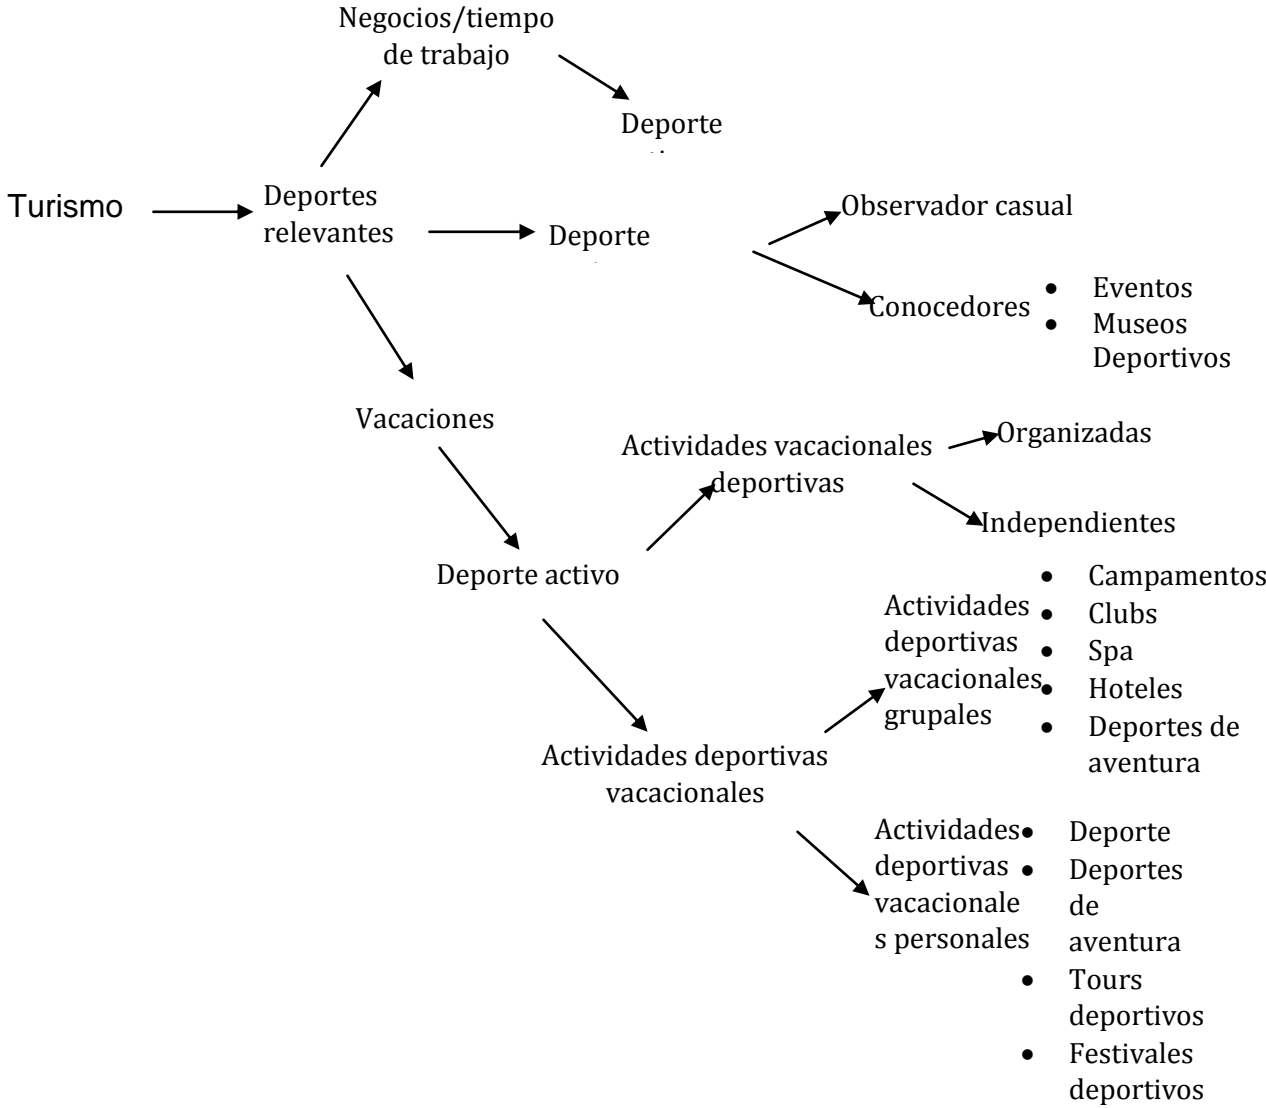 Negocios/tiempo
de trabajo
Deporte
Turismo
Deportes
relevantes
Deporte
Observador casual
Conocedores
• Eventos
• Museos
Deportivos
Vacaciones
Actividades vacacionales
deportivas
Organizadas
Independientes
Deporte activo
Actividades
deportivas
vacacionales
grupales
• Campamentos
• Clubs
• Spa
• Hoteles
• Deportes de
aventura
Actividades deportivas
vacacionales
Actividades
deportivas
vacacionale
s personales
• Deporte
• Deportes
de
aventura
• Tours
deportivos
• Festivales
deportivos